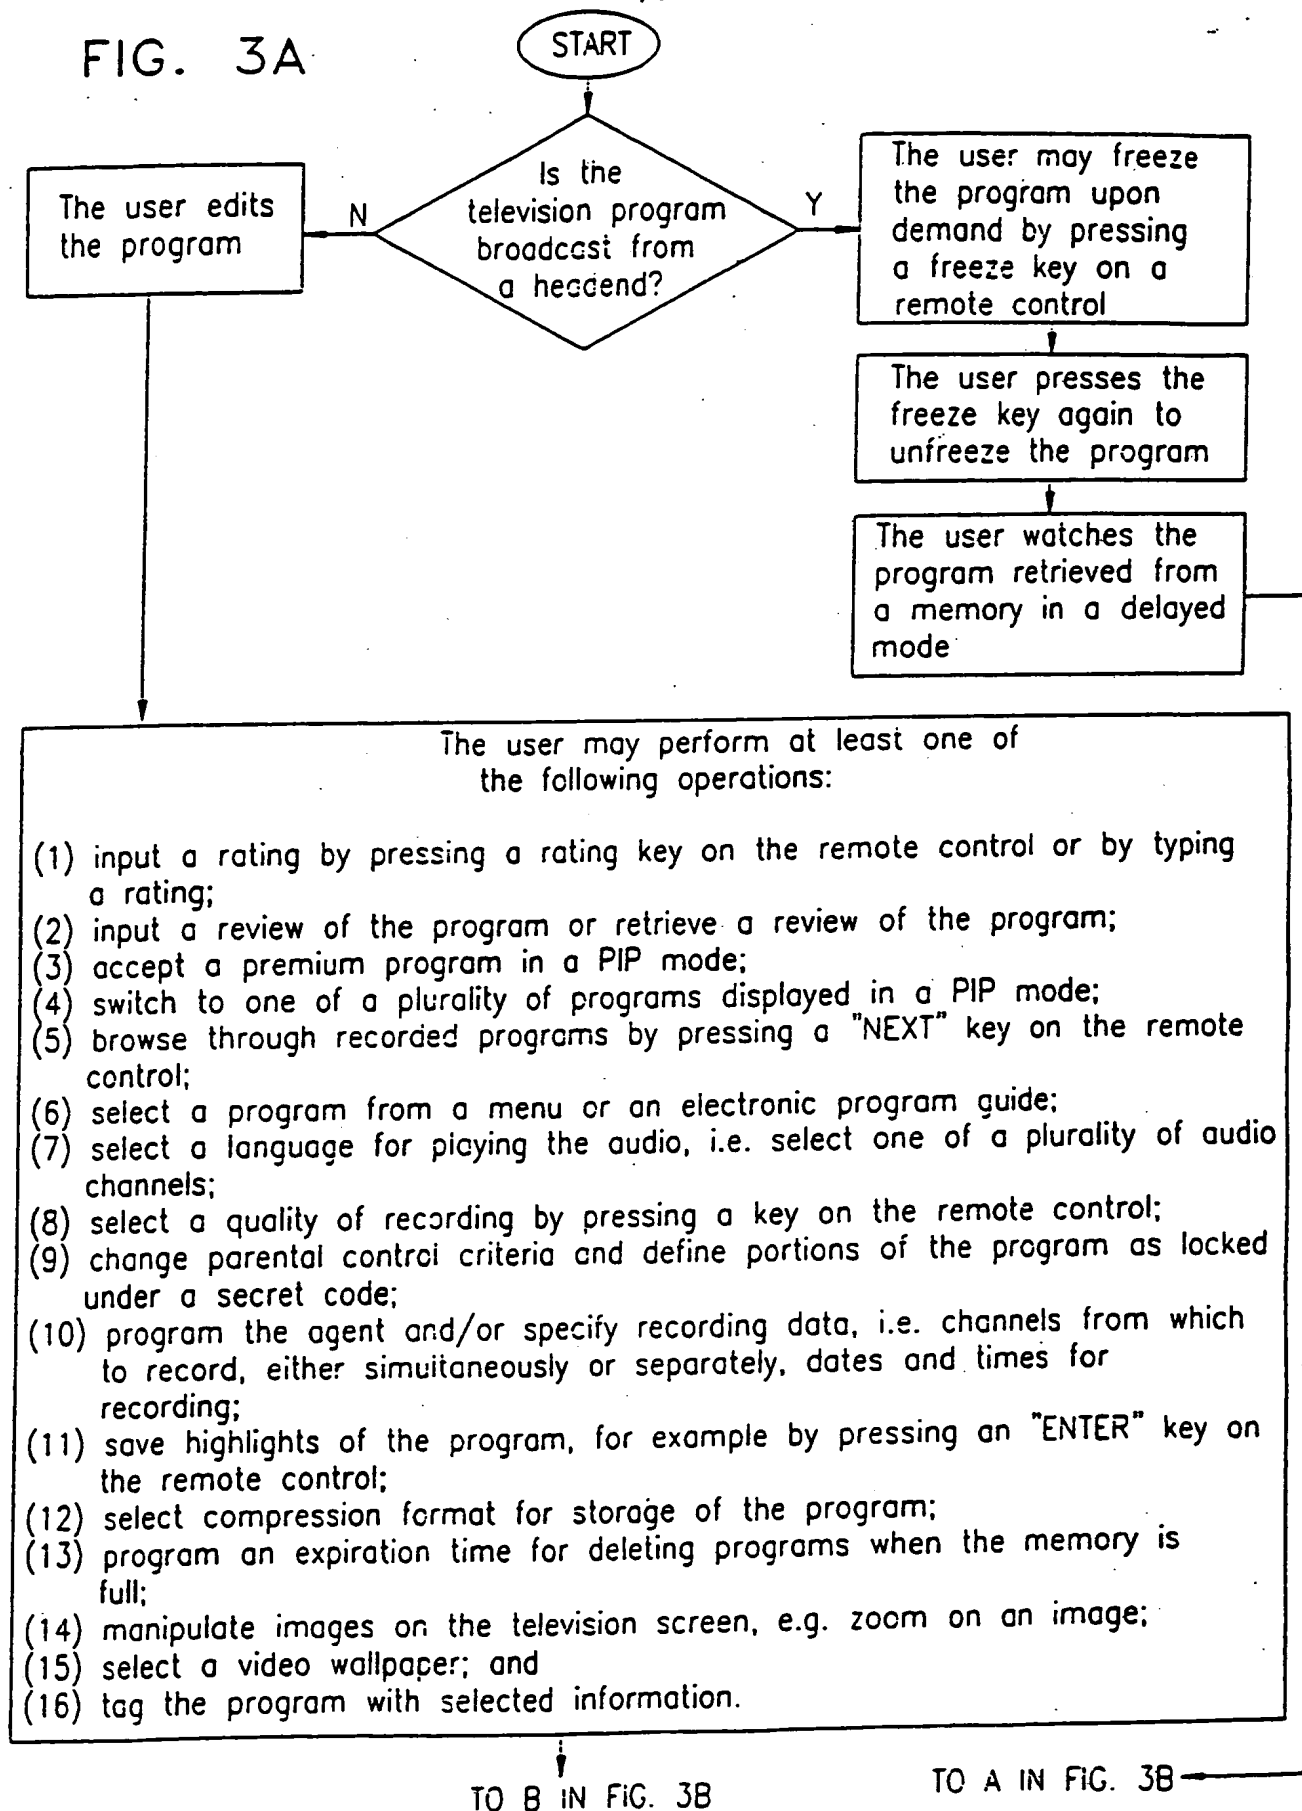 FIG. 3A
START
Is the
television program
broadcast from
a headend?
N
Y
The user edits
the program
The user may freeze
the program upon
demand by pressing
a freeze key on a
remote control
The user presses the
freeze key again to
unfreeze the program
The user watches the
program retrieved from
a memory in a delayed
mode
The user may perform at least one of
the following operations:
(1) input a rating by pressing a rating key on the remote control or by typing
a rating;
(2) input a review of the program or retrieve a review of the program;
(3) accept a premium program in a PIP mode;
(4) switch to one of a plurality of programs displayed in a PIP mode;
(5) browse through recorded programs by pressing a "NEXT" key on the remote
control;
(6) select a program from a menu or an electronic program guide;
(7) select a language for playing the audio, i.e. select one of a plurality of audio
channels;
(8) select a quality of recording by pressing a key on the remote control;
(9) change parental control criteria and define portions of the program as locked
under a secret code;
(10) program the agent and/or specify recording data, i.e. channels from which
to record, either simultaneously or separately, dates and times for
recording;
(11) save highlights of the program, for example by pressing an "ENTER" key on
the remote control;
(12) select compression format for storage of the program;
(13) program an expiration time for deleting programs when the memory is
full;
(14) manipulate images on the television screen, e.g. zoom on an image;
(15) select a video wallpaper; and
(16) tag the program with selected information.
TO B IN FIG. 3B
TO A IN FIG. 3B